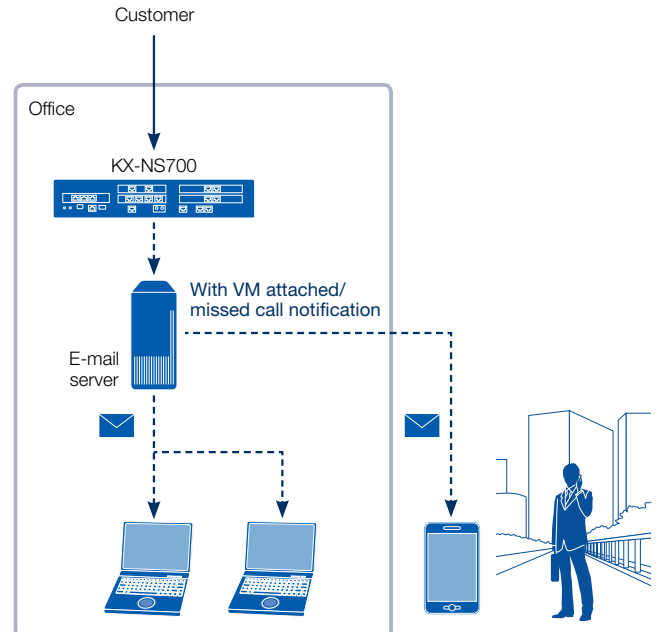 Customer
Office
KX-NS700
With VM attached/
missed call notification
E-mail
server